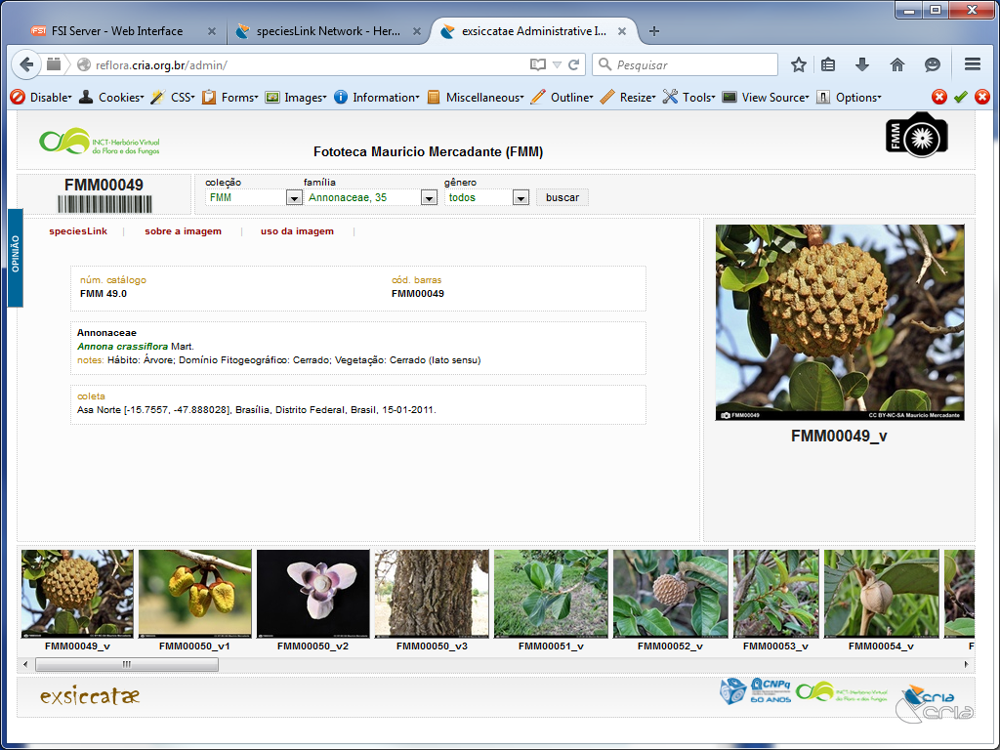 FSI FSI Server - Web Interface
speciesLink Network - Her...
exsiccatae Administrative I...
reflora.cria.org.br/admin/
Pesquisar
Disable Cookies CSS Forms Images Information Miscellaneous Outline Resize Tools View Source Options
INCT-Herbário Virtual
da Flora e dos Fungos
Fototeca Mauricio Mercadante (FMM)
FMM
FMM00049
coleção família gênero
FMM Annonaceae, 35 todos buscar
OPINIÃO
speciesLink | sobre a imagem | uso da imagem |
núm. catálogo cód. barras
FMM 49.0 FMM00049
Annonaceae
Annona crassiflora Mart.
notes: Hábito: Árvore; Domínio Fitogeográfico: Cerrado; Vegetação: Cerrado (lato sensu)
coleta
Asa Norte [-15.7557, -47.888028], Brasília, Distrito Federal, Brasil, 15-01-2011.
FMM00049 CC BY-NC-SA Mauricio Mercadante
FMM00049_v
FMM00049_v FMM00050_v1 FMM00050_v2 FMM00050_v3 FMM00051_v FMM00052_v FMM00053_v FMM00054_v F
exsiccatæ
CNPq
60 ANOS
INCT-Herbário Virtual
da Flora e dos Fungos
cria
cria